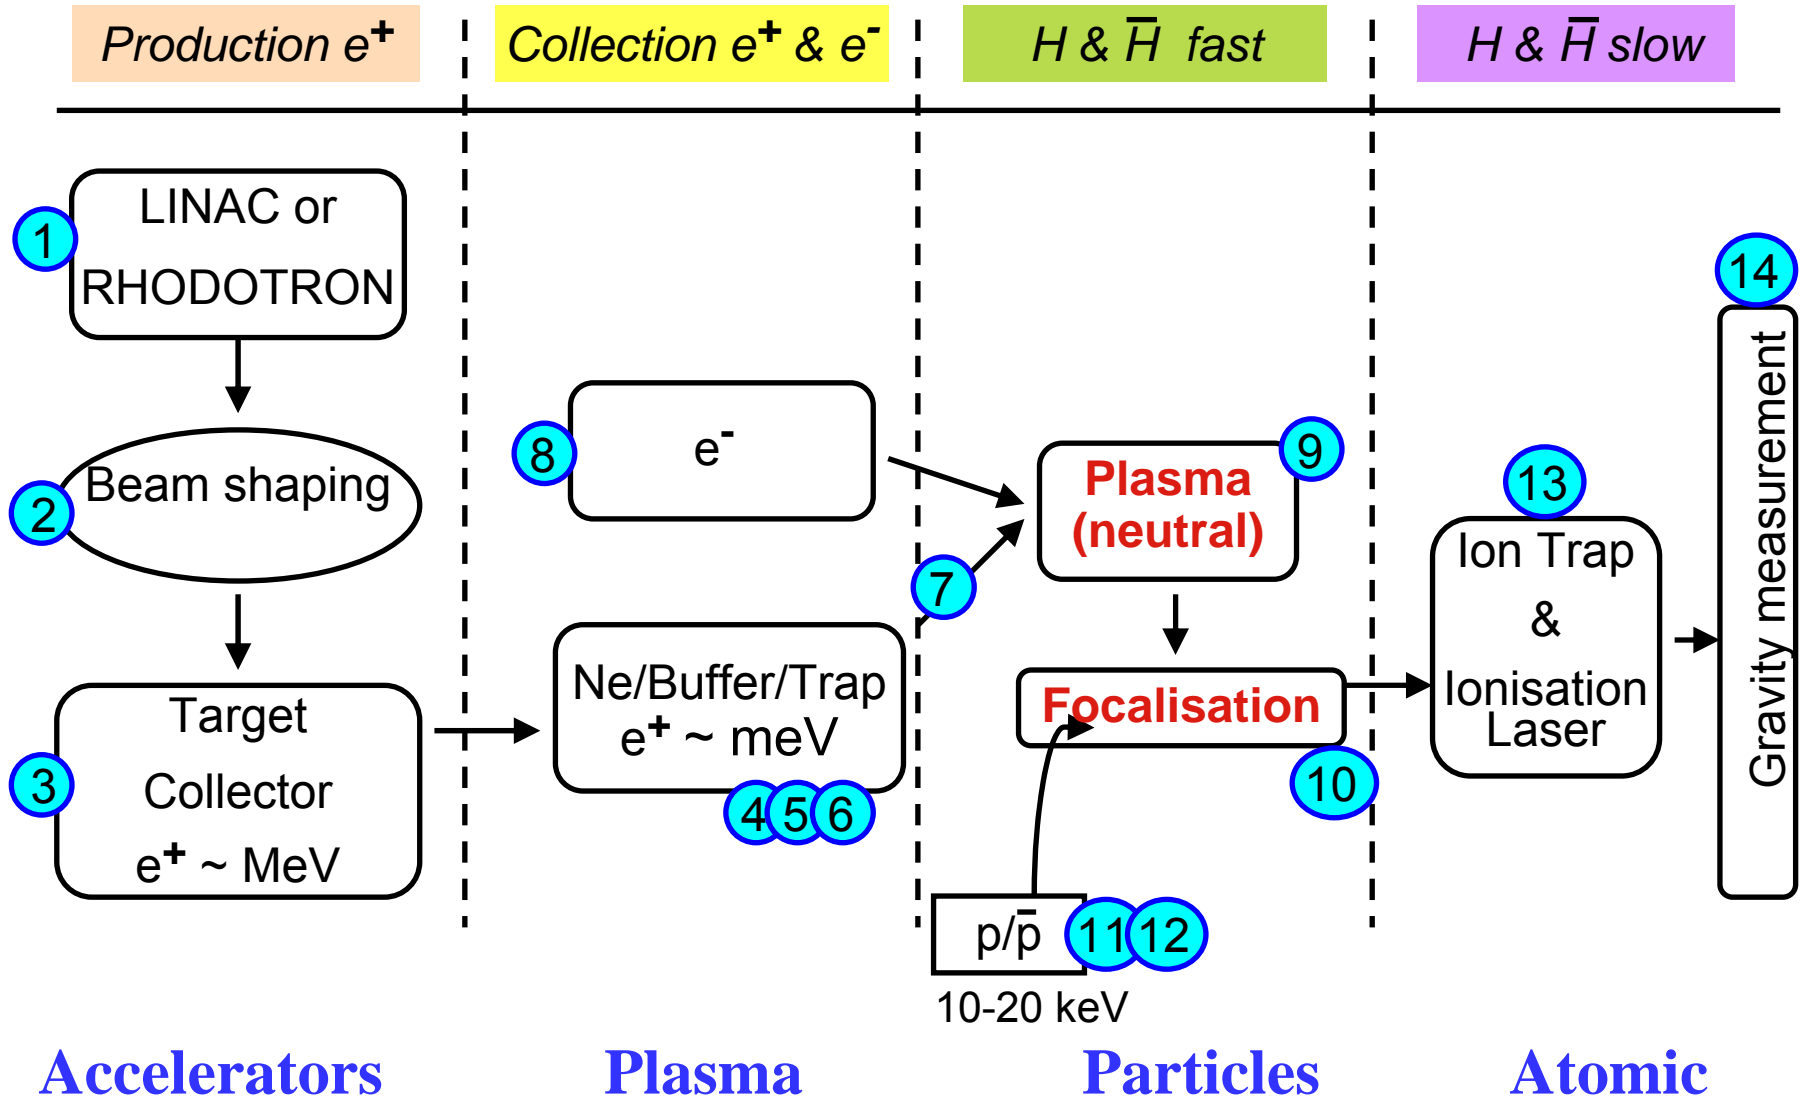 Production e⁺
Collection e⁺ & e⁻
H & H̅ fast
H & H̅ slow
1
LINAC or
RHODOTRON
2
Beam shaping
3
Target
Collector
e⁺ ~ MeV
8
e⁻
7
Ne/Buffer/Trap
e⁺ ~ meV
4
5
6
9
Plasma
(neutral)
Focalisation
10
p/p̅
11
12
10-20 keV
13
Ion Trap
&
Ionisation
Laser
14
Gravity measurement
Accelerators
Plasma
Particles
Atomic